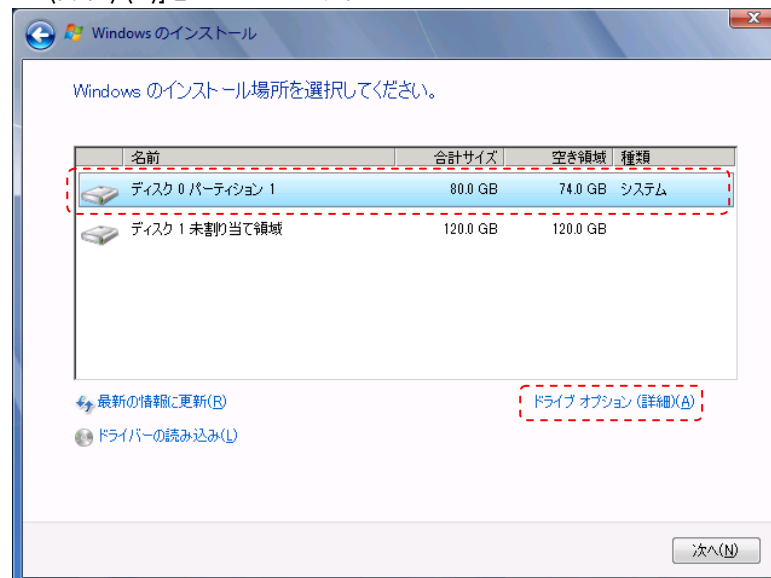 Windows のインストール
Windows のインストール場所を選択してください。
名前 合計サイズ 空き領域 種類
ディスク 0 パーティション 1 80.0 GB 74.0 GB システム
ディスク 1 未割り当て領域 120.0 GB 120.0 GB
最新の情報に更新(R) ドライブ オプション (詳細)(A)
ドライバーの読み込み(L)
次へ(N)